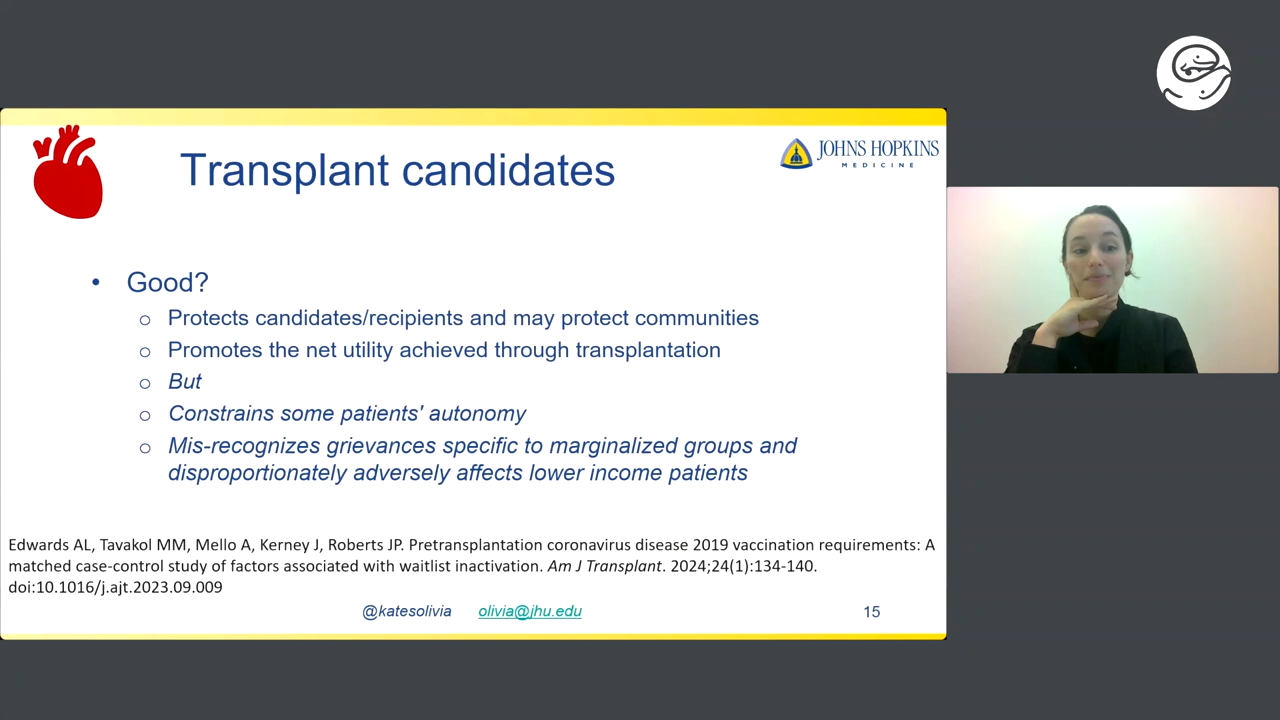 Transplant candidates
JOHNS HOPKINS
MEDICINE
• Good?
o Protects candidates/recipients and may protect communities
o Promotes the net utility achieved through transplantation
o But
o Constrains some patients' autonomy
o Mis-recognizes grievances specific to marginalized groups and
disproportionately adversely affects lower income patients
Edwards AL, Tavakol MM, Mello A, Kerney J, Roberts JP. Pretransplantation coronavirus disease 2019 vaccination requirements: A
matched case-control study of factors associated with waitlist inactivation. Am J Transplant. 2024;24(1):134-140.
doi:10.1016/j.ajt.2023.09.009
@katesolivia olivia@jhu.edu 15